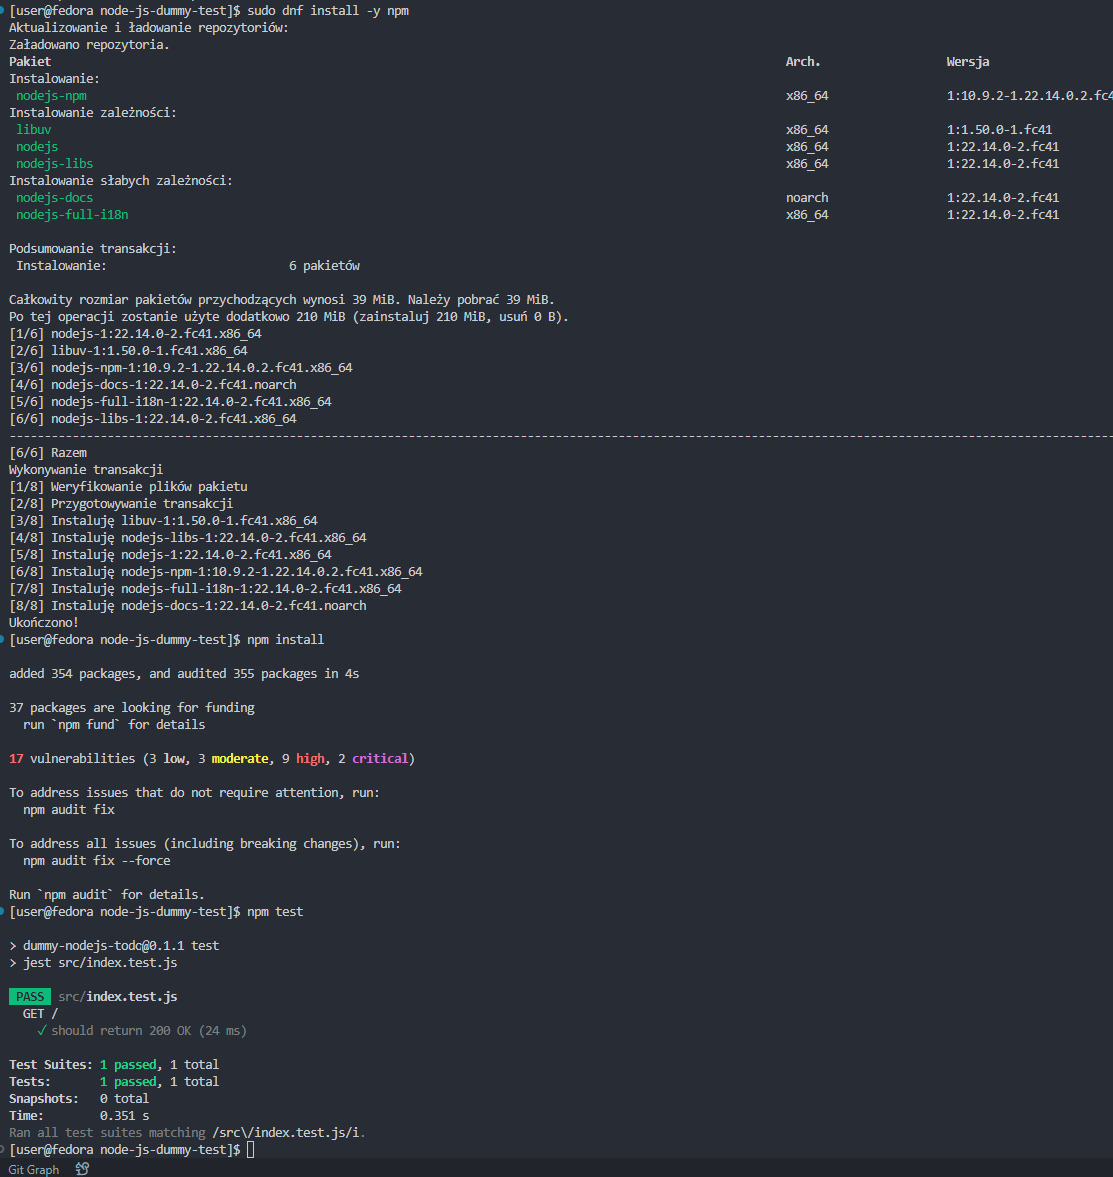 [user@fedora node-js-dummy-test]$ sudo dnf install -y npm
Aktualizowanie i ładowanie repozytoriów:
Załadowano repozytoria.
Pakiet Arch. Wersja
Instalowanie:
nodejs-npm x86_64 1:10.9.2-1.22.14.0.2.fc4
Instalowanie zależności:
libuv x86_64 1:1.50.0-1.fc41
nodejs x86_64 1:22.14.0-2.fc41
nodejs-libs x86_64 1:22.14.0-2.fc41
Instalowanie słabych zależności:
nodejs-docs noarch 1:22.14.0-2.fc41
nodejs-full-i18n x86_64 1:22.14.0-2.fc41
Podsumowanie transakcji:
Instalowanie: 6 pakietów
Całkowity rozmiar pakietów przychodzących wynosi 39 MiB. Należy pobrać 39 MiB.
Po tej operacji zostanie użyte dodatkowo 210 MiB (zainstaluj 210 MiB, usuń 0 B).
[1/6] nodejs-1:22.14.0-2.fc41.x86_64
[2/6] libuv-1:1.50.0-1.fc41.x86_64
[3/6] nodejs-npm-1:10.9.2-1.22.14.0.2.fc41.x86_64
[4/6] nodejs-docs-1:22.14.0-2.fc41.noarch
[5/6] nodejs-full-i18n-1:22.14.0-2.fc41.x86_64
[6/6] nodejs-libs-1:22.14.0-2.fc41.x86_64
[6/6] Razem
Wykonywanie transakcji
[1/8] Weryfikowanie plików pakietu
[2/8] Przygotowywanie transakcji
[3/8] Instaluję libuv-1:1.50.0-1.fc41.x86_64
[4/8] Instaluję nodejs-libs-1:22.14.0-2.fc41.x86_64
[5/8] Instaluję nodejs-1:22.14.0-2.fc41.x86_64
[6/8] Instaluję nodejs-npm-1:10.9.2-1.22.14.0.2.fc41.x86_64
[7/8] Instaluję nodejs-full-i18n-1:22.14.0-2.fc41.x86_64
[8/8] Instaluję nodejs-docs-1:22.14.0-2.fc41.noarch
Ukończono!
[user@fedora node-js-dummy-test]$ npm install
added 354 packages, and audited 355 packages in 4s
37 packages are looking for funding
run `npm fund` for details
17 vulnerabilities (3 low, 3 moderate, 9 high, 2 critical)
To address issues that do not require attention, run:
npm audit fix
To address all issues (including breaking changes), run:
npm audit fix --force
Run `npm audit` for details.
[user@fedora node-js-dummy-test]$ npm test
> dummy-nodejs-todo@0.1.1 test
> jest src/index.test.js
PASS src/index.test.js
GET /
✓ should return 200 OK (24 ms)
Test Suites: 1 passed, 1 total
Tests: 1 passed, 1 total
Snapshots: 0 total
Time: 0.351 s
Ran all test suites matching /src\/index.test.js/i.
[user@fedora node-js-dummy-test]$
Git Graph